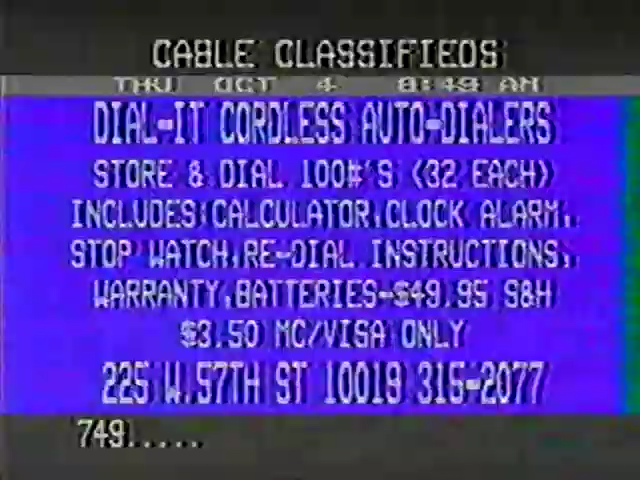 CABLE CLASSIFIEDS
THU OCT 4 8:49 AM
DIAL-IT CORDLESS AUTO-DIALERS
STORE & DIAL 100#'S (32 EACH)
INCLUDES:CALCULATOR,CLOCK ALARM,
STOP WATCH,RE-DIAL INSTRUCTIONS,
WARRANTY,BATTERIES-$49.95 S&H
$3.50 MC/VISA ONLY
225 W.57TH ST 10019 315-2077
749.....